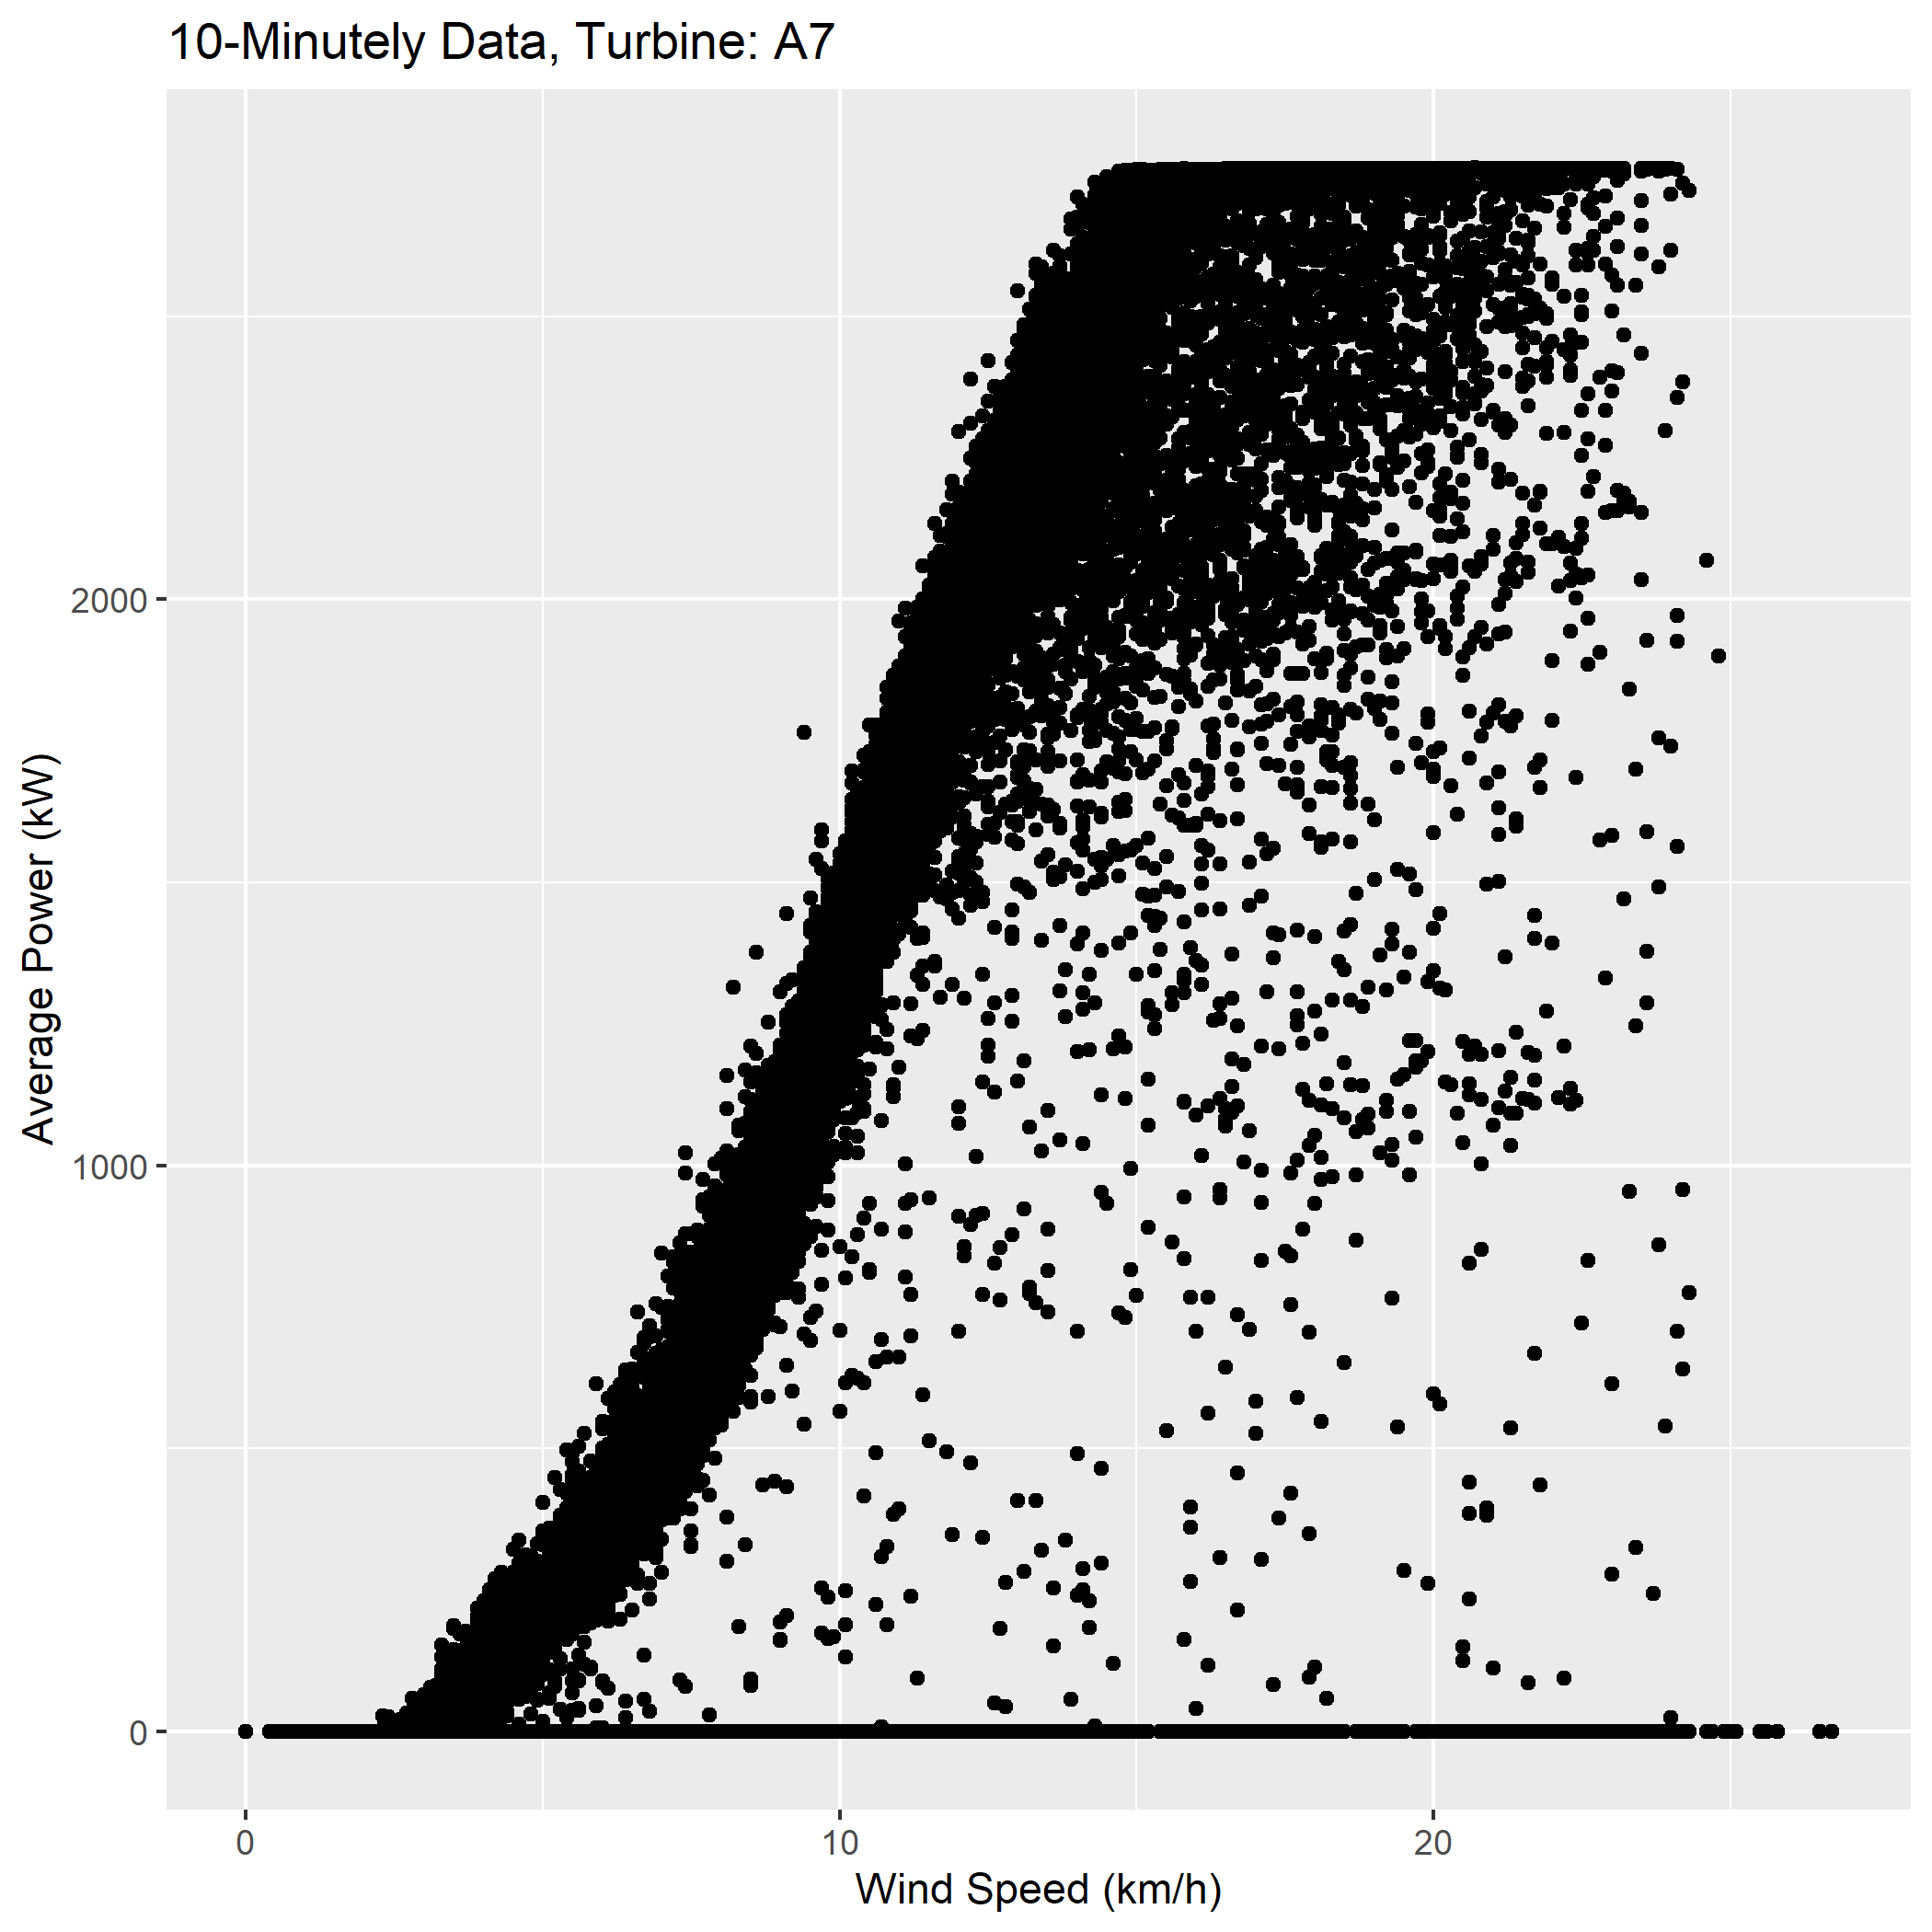 10-Minutely Data, Turbine: A7
Average Power (kW)
2000
1000
0
0 10 20
Wind Speed (km/h)